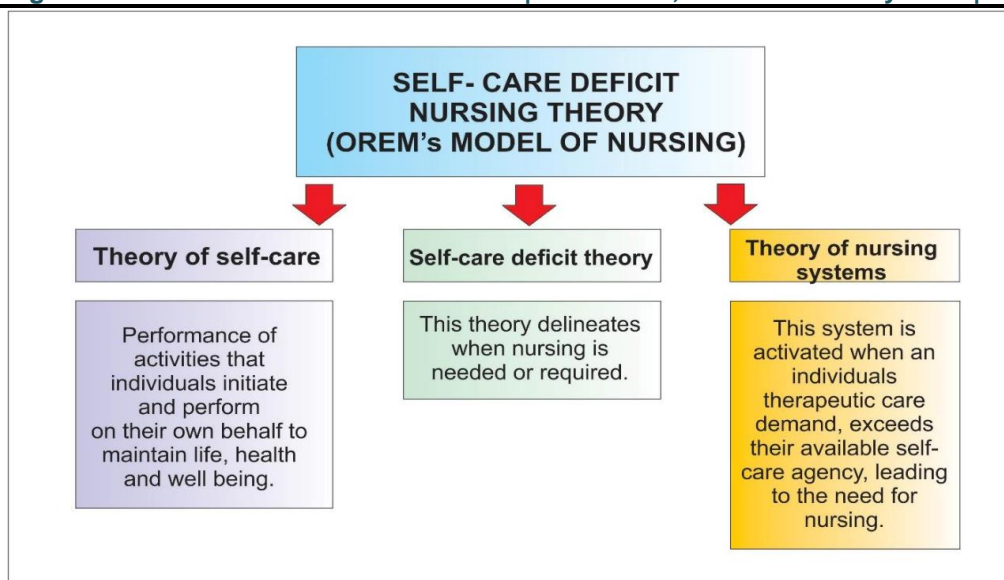 SELF- CARE DEFICIT
NURSING THEORY
(OREM's MODEL OF NURSING)
Theory of self-care
Performance of
activities that
individuals initiate
and perform
on their own behalf to
maintain life, health
and well being.
Self-care deficit theory
This theory delineates
when nursing is
needed or required.
Theory of nursing
systems
This system is
activated when an
individuals
therapeutic care
demand, exceeds
their available self-
care agency, leading
to the need for
nursing.